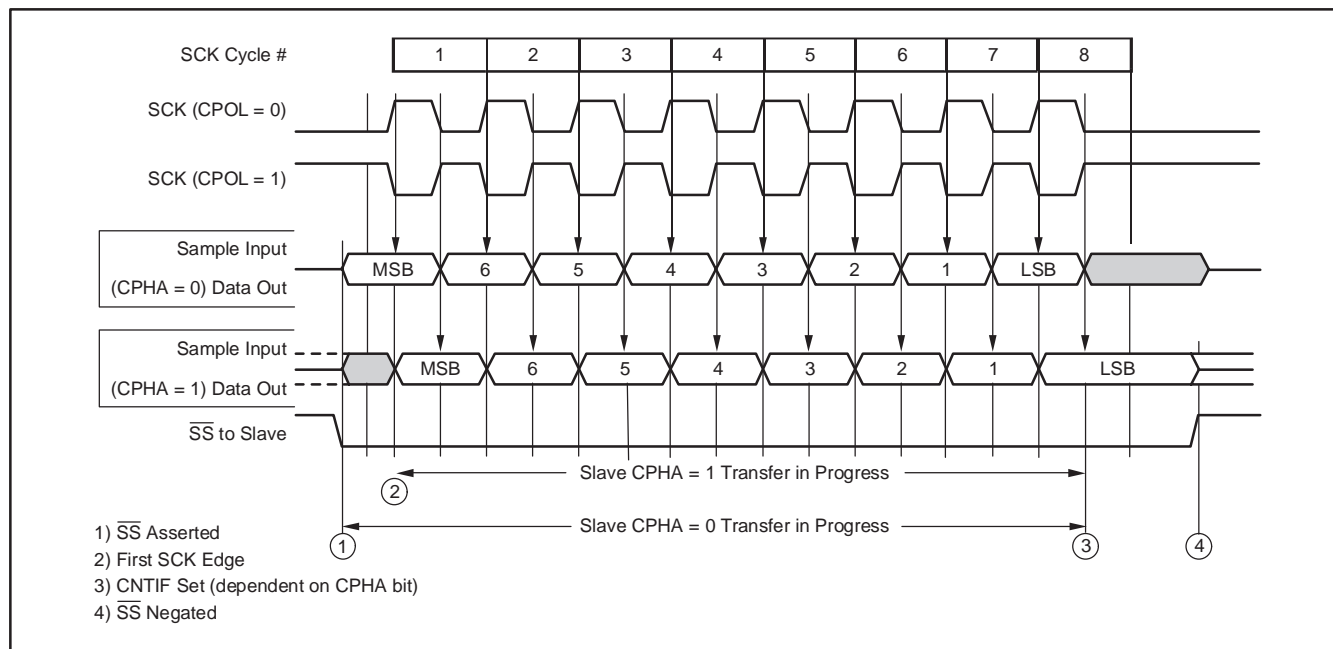 SCK Cycle #
1 2 3 4 5 6 7 8
SCK (CPOL = 0)
SCK (CPOL = 1)
Sample Input
MSB 6 5 4 3 2 1 LSB
(CPHA = 0) Data Out
Sample Input
MSB 6 5 4 3 2 1 LSB
(CPHA = 1) Data Out
SS to Slave
Slave CPHA = 1 Transfer in Progress
2
Slave CPHA = 0 Transfer in Progress
1 3 4
1) SS Asserted
2) First SCK Edge
3) CNTIF Set (dependent on CPHA bit)
4) SS Negated